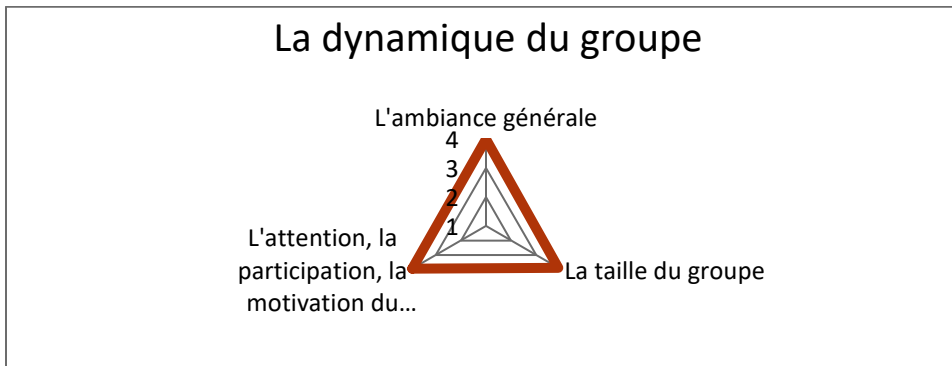 La dynamique du groupe
L'ambiance générale
4
3
2
1
L'attention, la
participation, la
motivation du…
La taille du groupe